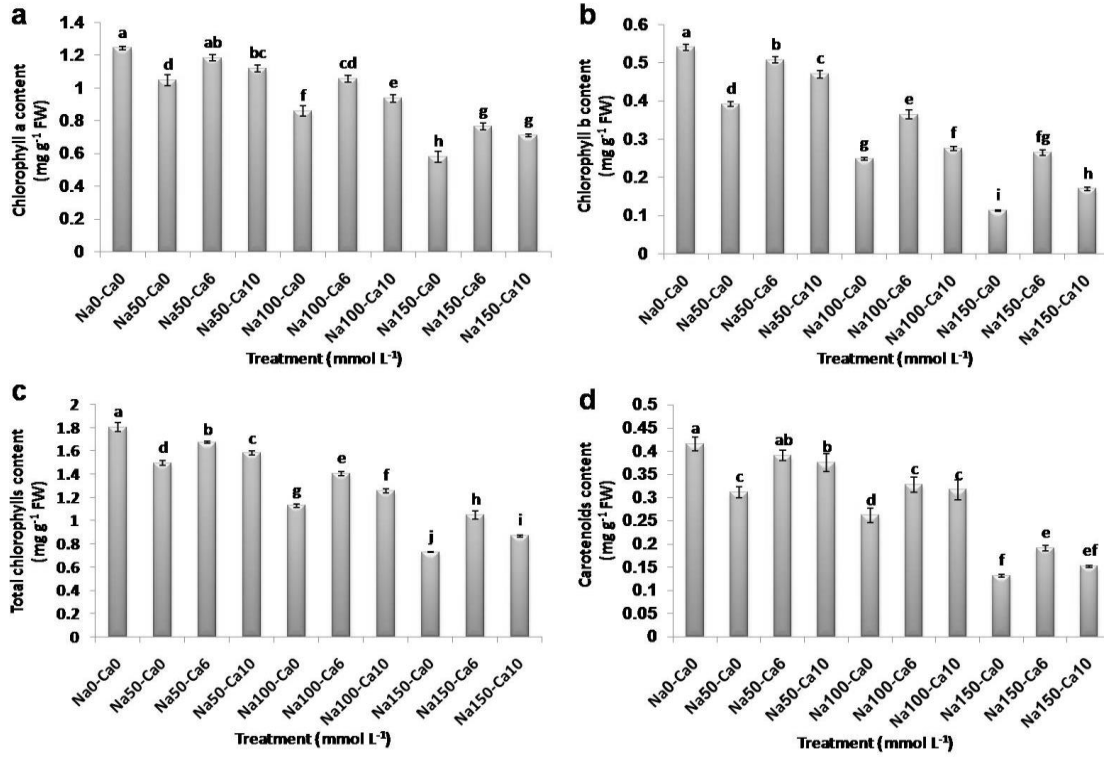 a
Chlorophyll a content
(mg g⁻¹ FW)
1.4
1.2
1
0.8
0.6
0.4
0.2
0
a
d
ab
bc
f
cd
e
h
g
g
Na0-Ca0
Na50-Ca0
Na50-Ca6
Na50-Ca10
Na100-Ca0
Na100-Ca6
Na100-Ca10
Na150-Ca0
Na150-Ca6
Na150-Ca10
Treatment (mmol L⁻¹)
b
Chlorophyll b content
(mg g⁻¹ FW)
0.6
0.5
0.4
0.3
0.2
0.1
0
a
d
b
c
g
e
f
i
fg
h
Na0-Ca0
Na50-Ca0
Na50-Ca6
Na50-Ca10
Na100-Ca0
Na100-Ca6
Na100-Ca10
Na150-Ca0
Na150-Ca6
Na150-Ca10
Treatment (mmol L⁻¹)
c
Total chlorophylls content
(mg g⁻¹ FW)
2
1.8
1.6
1.4
1.2
1
0.8
0.6
0.4
0.2
0
a
d
b
c
g
e
f
j
h
i
Na0-Ca0
Na50-Ca0
Na50-Ca6
Na50-Ca10
Na100-Ca0
Na100-Ca6
Na100-Ca10
Na150-Ca0
Na150-Ca6
Na150-Ca10
Treatment (mmol L⁻¹)
d
Carotenoids content
(mg g⁻¹ FW)
0.5
0.45
0.4
0.35
0.3
0.25
0.2
0.15
0.1
0.05
0
a
c
ab
b
d
c
c
f
e
ef
Na0-Ca0
Na50-Ca0
Na50-Ca6
Na50-Ca10
Na100-Ca0
Na100-Ca6
Na100-Ca10
Na150-Ca0
Na150-Ca6
Na150-Ca10
Treatment (mmol L⁻¹)